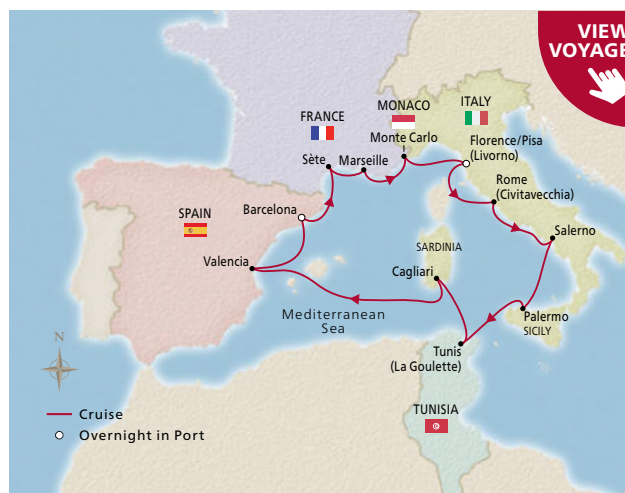 VIEW
VOYAGE
FRANCE
MONACO
ITALY
Monte Carlo
Florence/Pisa
(Livorno)
Sète
Marseille
Rome
(Civitavecchia)
SPAIN
Barcelona
Salerno
Valencia
SARDINIA
Cagliari
Mediterranean
Sea
Palermo
SICILY
Tunis
(La Goulette)
N
TUNISIA
Cruise
Overnight in Port